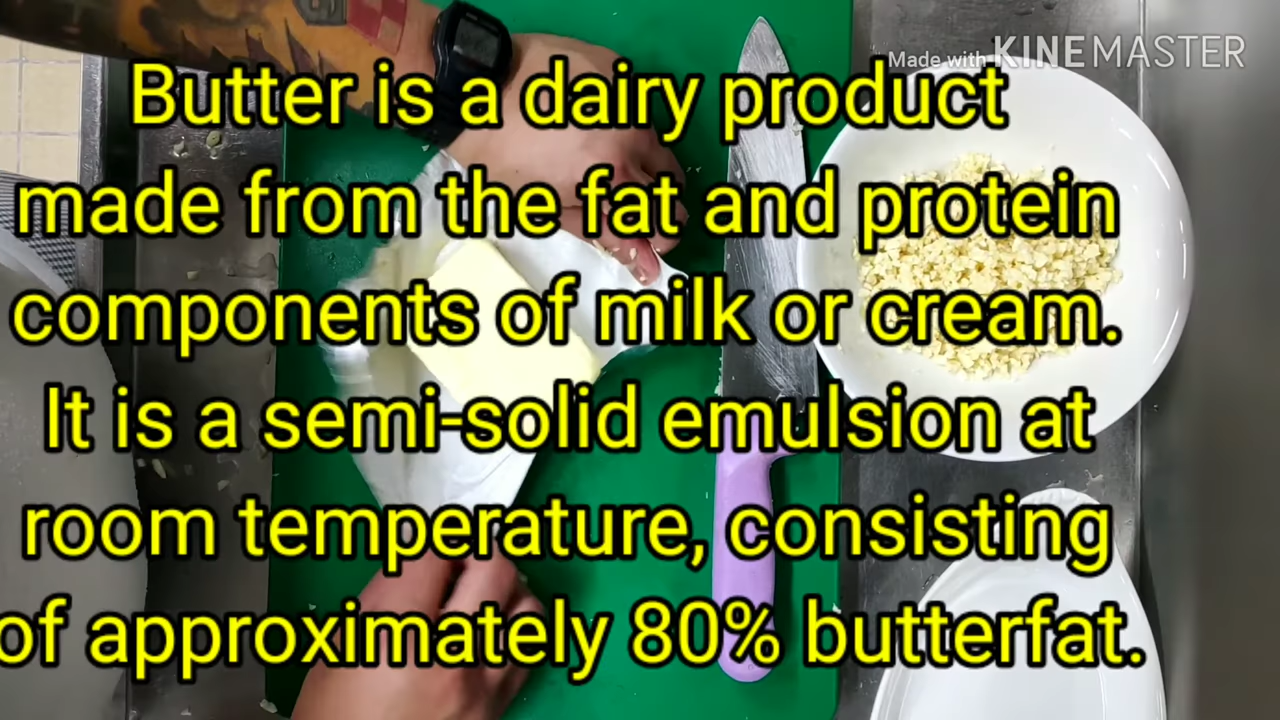 Made with KINEMASTER
Butter is a dairy product
made from the fat and protein
components of milk or cream.
It is a semi-solid emulsion at
room temperature, consisting
of approximately 80% butterfat.